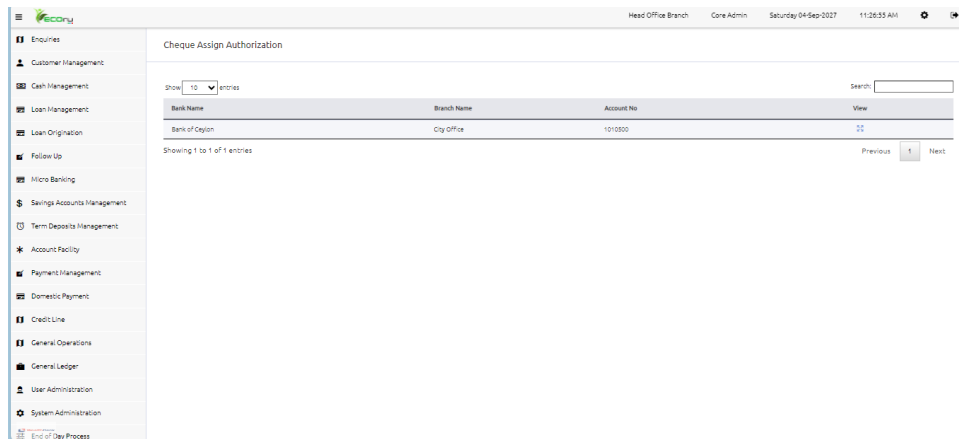 ECOry
Head Office Branch Core Admin Saturday 04-Sep-2027 11:26:55 AM
Enquiries
Customer Management
Cash Management
Loan Management
Loan Origination
Follow Up
Micro Banking
Savings Accounts Management
Term Deposits Management
Account Facility
Payment Management
Domestic Payment
Credit Line
General Operations
General Ledger
User Administration
System Administration
End of Day Process
Cheque Assign Authorization
Show 10 entries Search:
Bank Name Branch Name Account No View
Bank of Ceylon City Office 1010500
Showing 1 to 1 of 1 entries Previous 1 Next